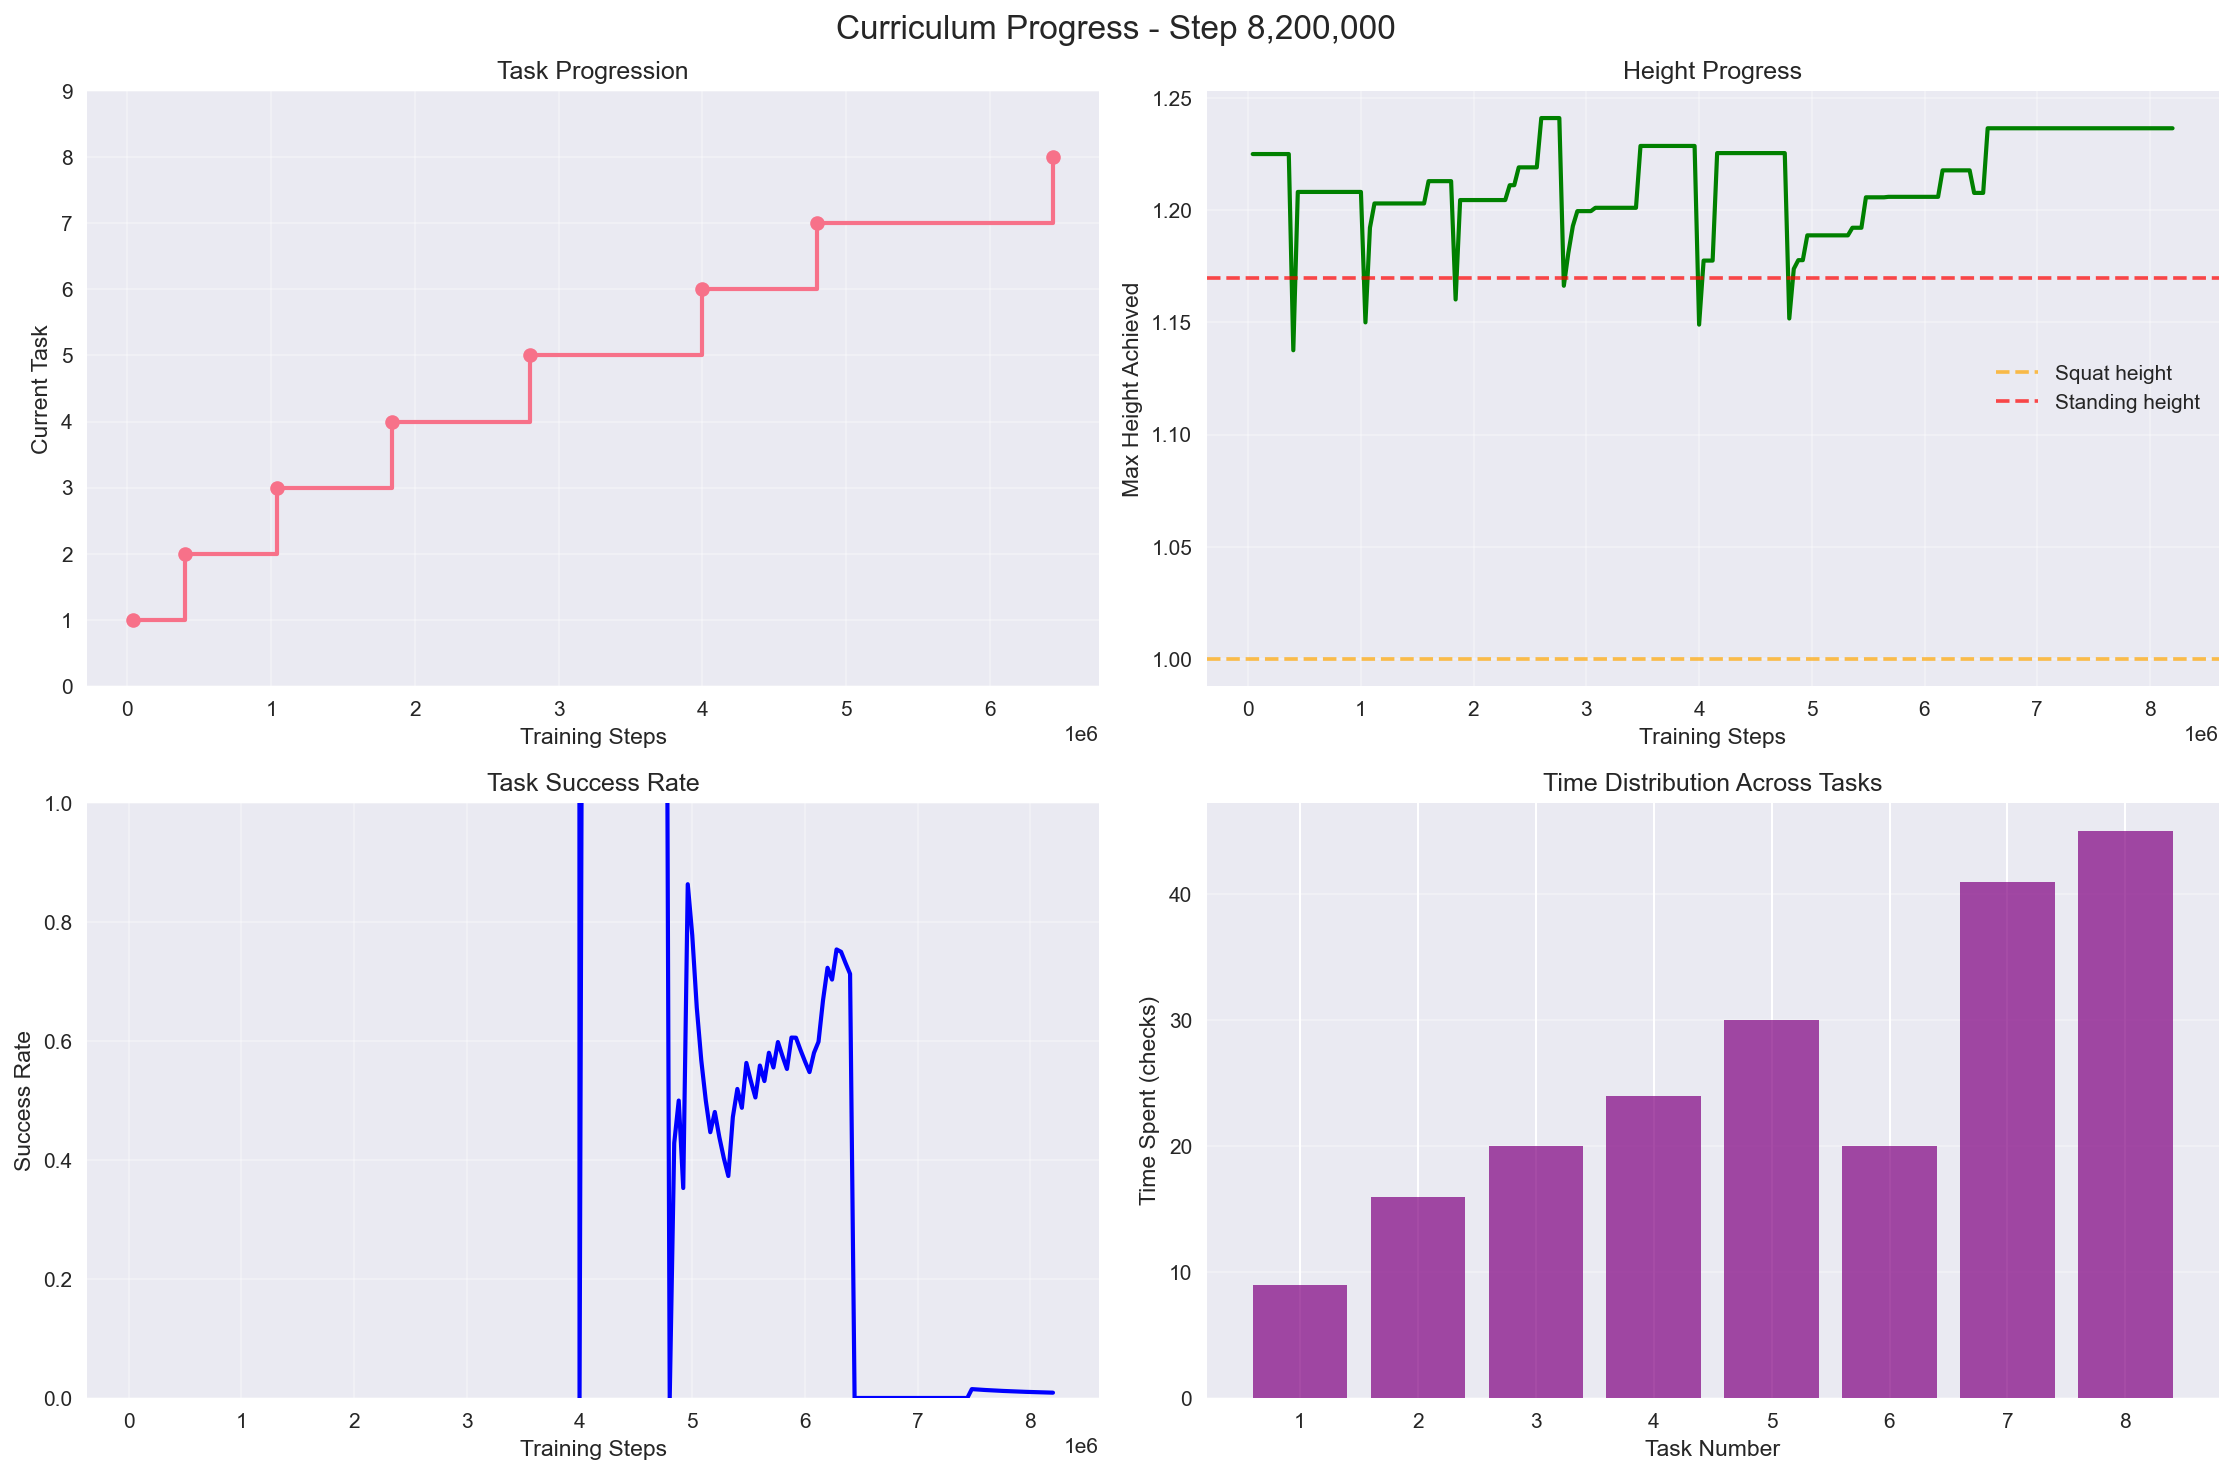 Curriculum Progress - Step 8,200,000
Task Progression
9
8
7
6
5
4
3
2
1
0
Current Task
0 1 2 3 4 5 6
1e6
Training Steps
Height Progress
1.25
1.20
1.15
1.10
1.05
1.00
Max Height Achieved
Squat height
Standing height
0 1 2 3 4 5 6 7 8
1e6
Training Steps
Task Success Rate
1.0
0.8
0.6
0.4
0.2
0.0
Success Rate
0 1 2 3 4 5 6 7 8
1e6
Training Steps
Time Distribution Across Tasks
40
30
20
10
0
Time Spent (checks)
1 2 3 4 5 6 7 8
Task Number